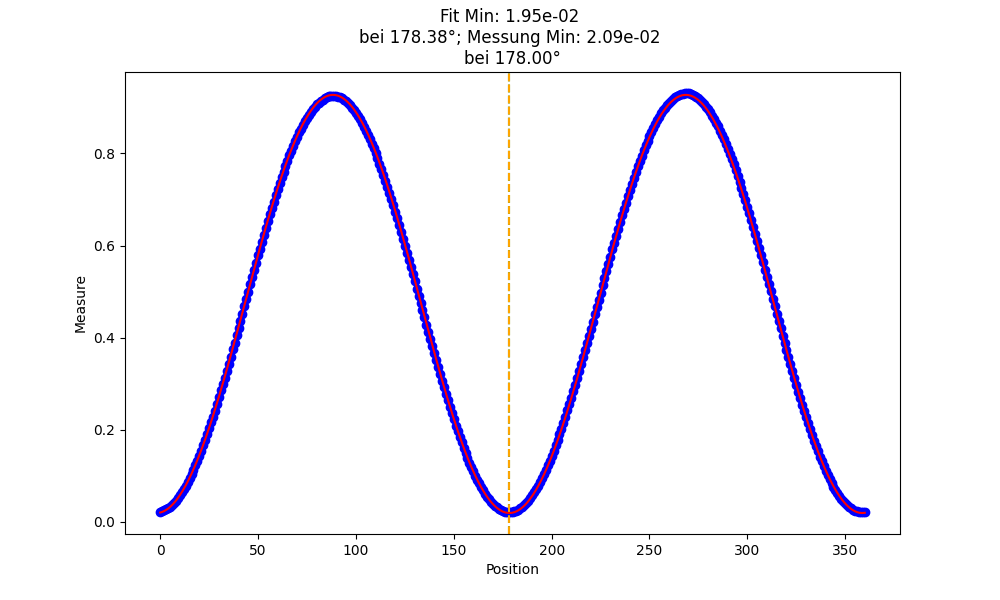 Fit Min: 1.95e-02
bei 178.38°; Messung Min: 2.09e-02
bei 178.00°
Measure
0.8
0.6
0.4
0.2
0.0
0 50 100 150 200 250 300 350
Position